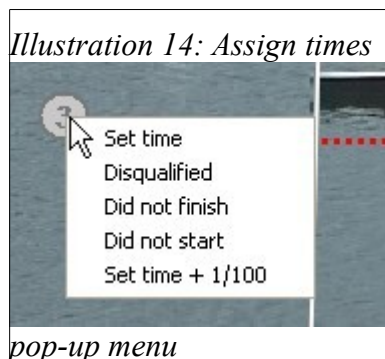 Illustration 14: Assign times
3
Set time
Disqualified
Did not finish
Did not start
Set time + 1/100
pop-up menu